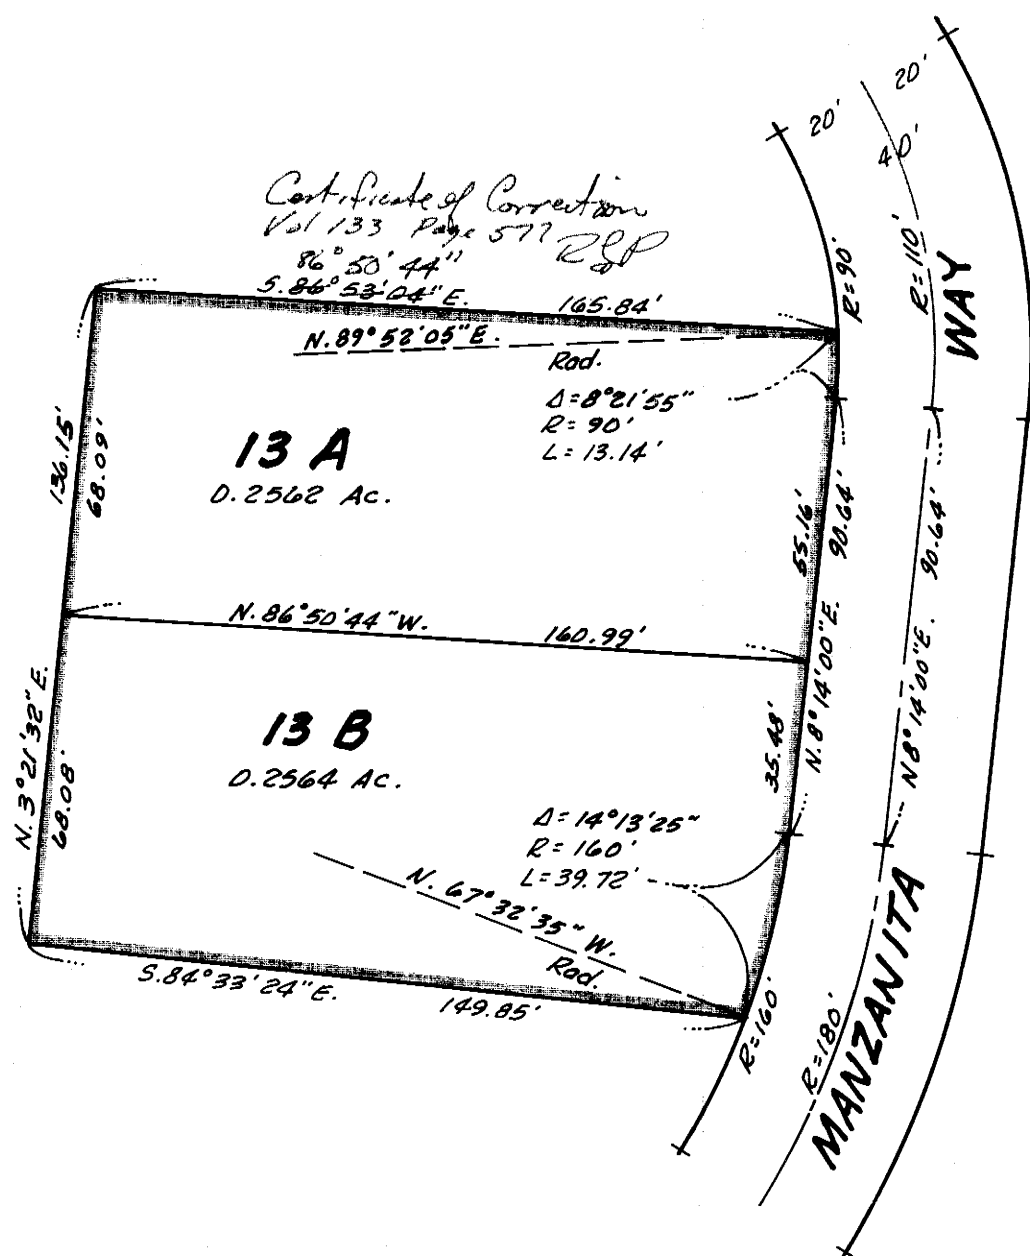 20'
20'
40'
Certificate of Correction
Vol 133 Page 577
86° 50' 44"
S. 86° 53' 04" E.
165.84'
R=90'
R=110'
WAY
N. 89° 52' 05" E.
Rad.
Δ = 8° 21' 55"
R = 90'
L = 13.14'
136.15'
68.09'
13 A
0.2562 Ac.
55.16'
90.64'
90.64'
N. 86° 50' 44" W.
160.99'
N. 8° 14' 00" E.
N 8° 14' 00" E.
N. 3° 21' 32" E.
68.08'
13 B
0.2564 Ac.
35.48'
Δ = 14° 13' 25"
R = 160'
L = 39.72'
N. 67° 32' 35" W.
Rad.
S. 84° 33' 24" E.
149.85'
R=160'
R=180'
MANZANITA